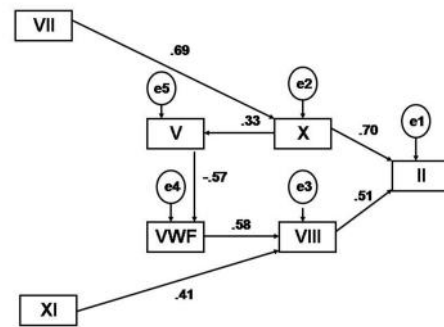 VII
.69
e5
e2
e1
V
.33
X
.70
II
-.57
e4
e3
.51
VWF
.58
VIII
.41
XI